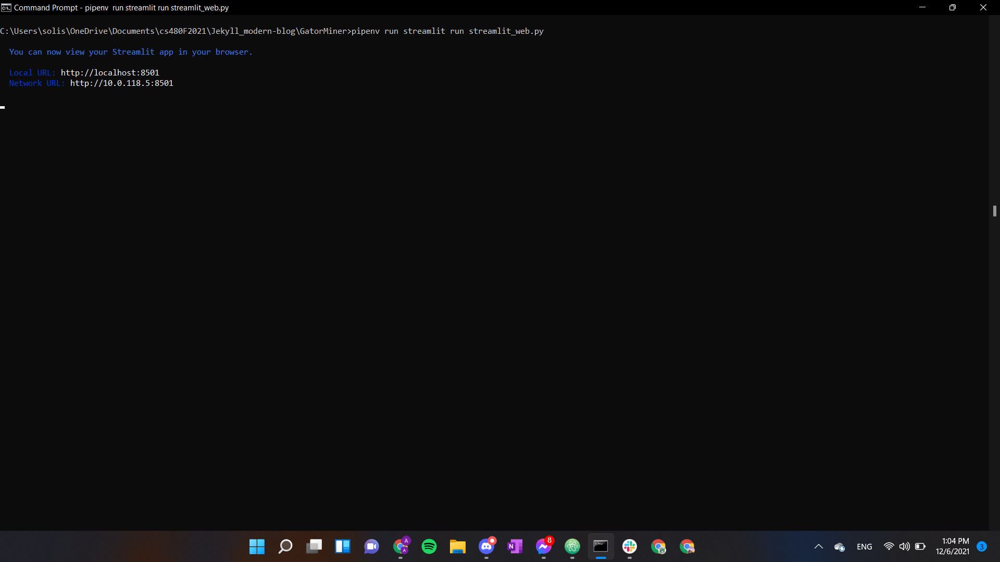 Command Prompt - pipenv  run streamlit run streamlit_web.py
C:\Users\solis\OneDrive\Documents\cs480F2021\Jekyll_modern-blog\GatorMiner>pipenv run streamlit run streamlit_web.py
You can now view your Streamlit app in your browser.
Local URL: http://localhost:8501
Network URL: http://10.0.118.5:8501
A
A
N
8
ENG
1:04 PM
12/6/2021
3